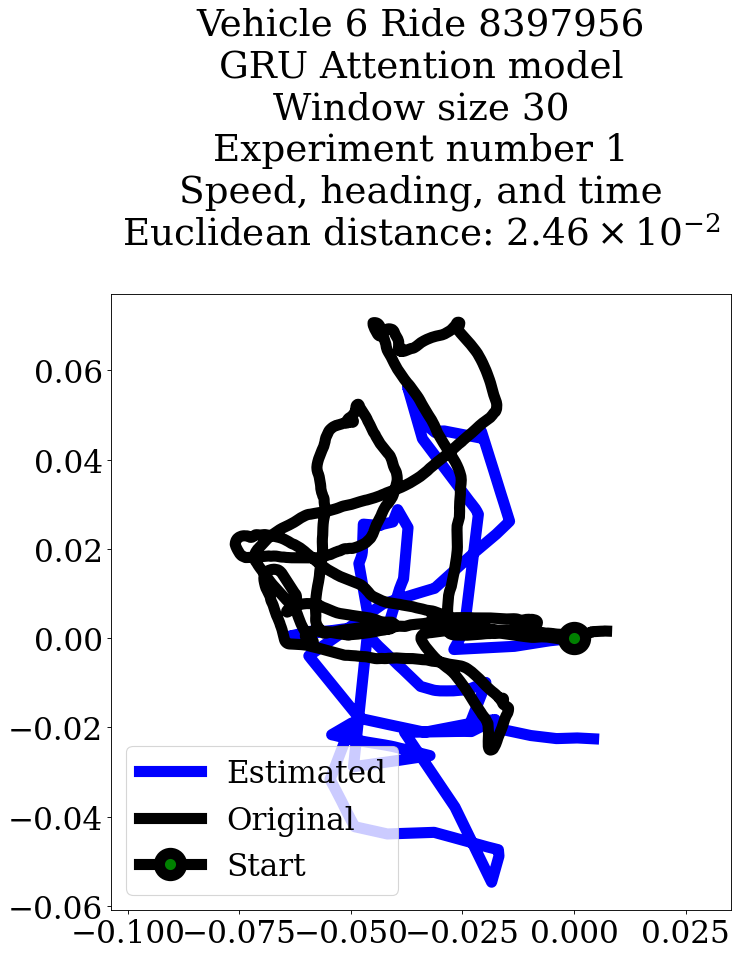 Vehicle 6 Ride 8397956
GRU Attention model
Window size 30
Experiment number 1
Speed, heading, and time
Euclidean distance: 2.46 × 10⁻²
0.06
0.04
0.02
0.00
−0.02
−0.04
−0.06
Estimated
Original
Start
−0.100 −0.075 −0.050 −0.025 0.000 0.025